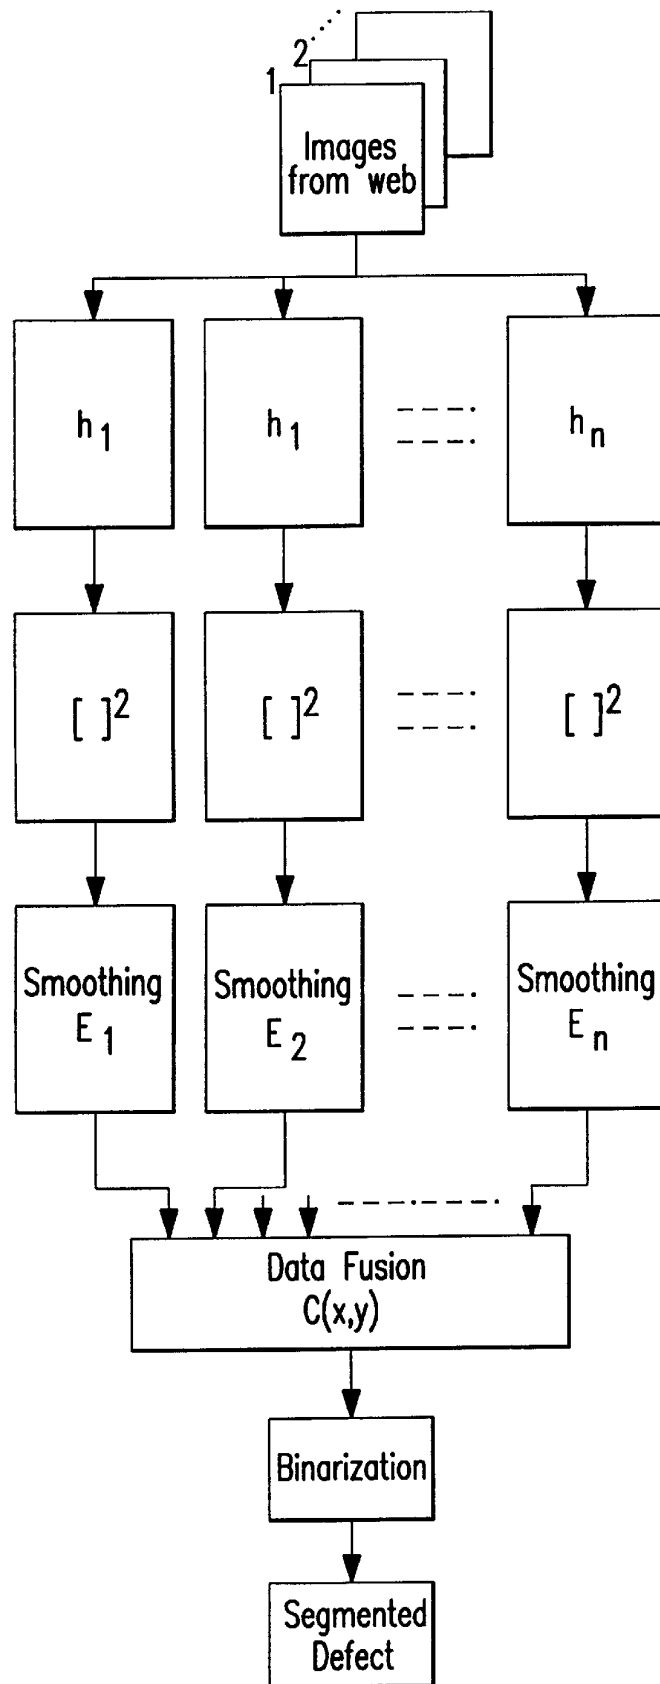 1 2
Images
from web
h1 h1 hn
[ ]2 [ ]2 [ ]2
Smoothing
E1
Smoothing
E2
Smoothing
En
Data Fusion
C(x,y)
Binarization
Segmented
Defect